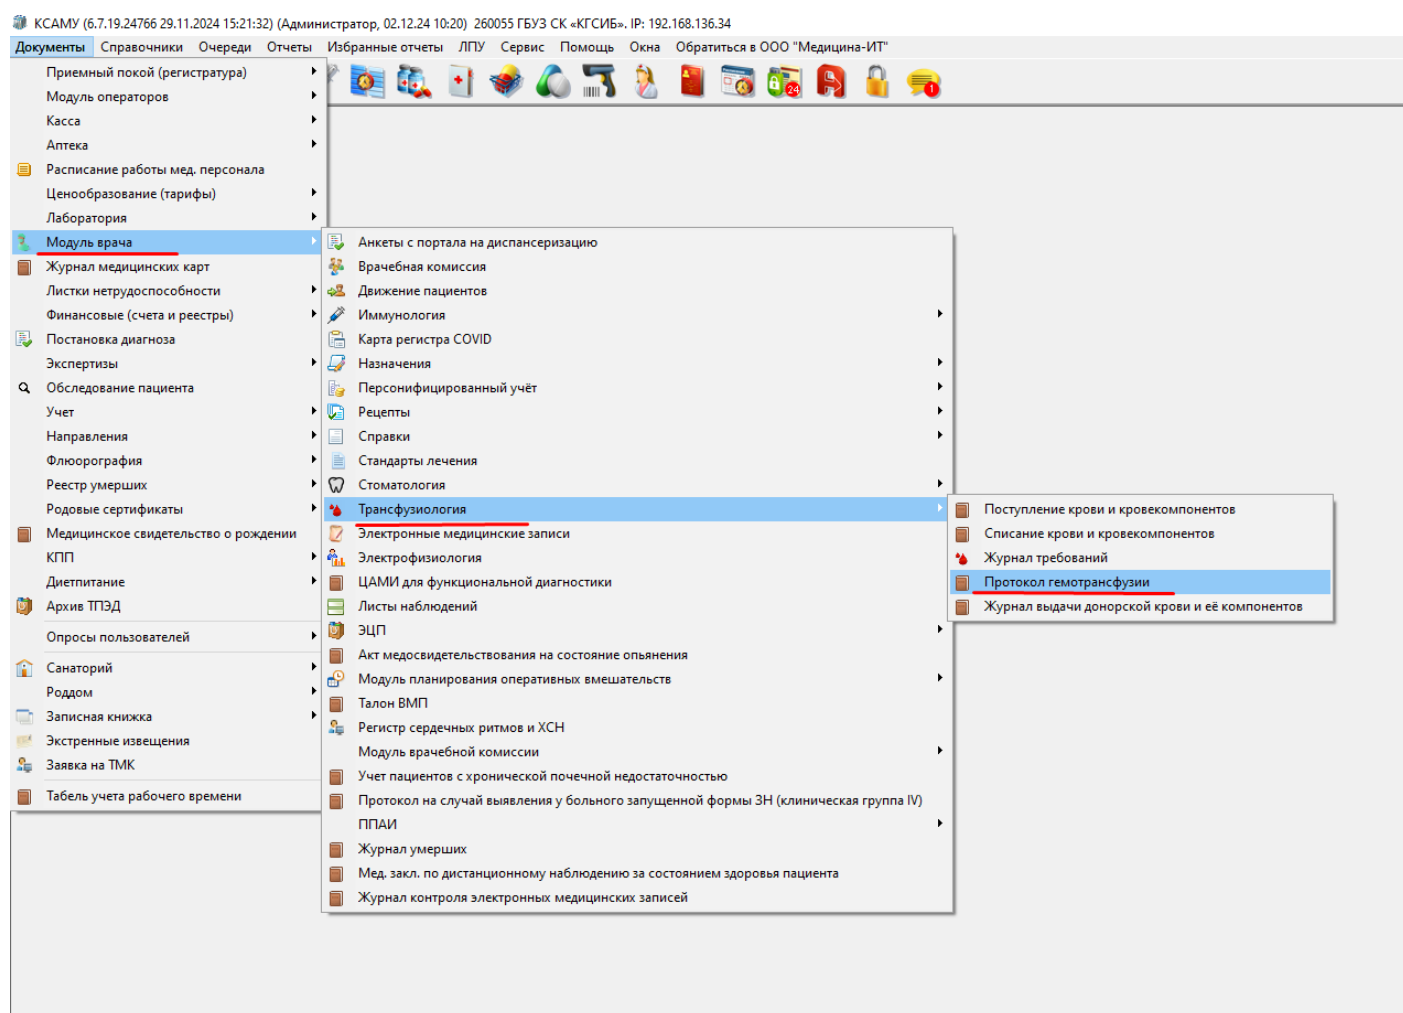 КСАМУ (6.7.19.24766 29.11.2024 15:21:32) (Администратор, 02.12.24 10:20) 260055 ГБУЗ СК «КГСИБ». IP: 192.168.136.34
Документы Справочники Очереди Отчеты Избранные отчеты ЛПУ Сервис Помощь Окна Обратиться в ООО "Медицина-ИТ"
24
1
Приемный покой (регистратура)
Модуль операторов
Касса
Аптека
Расписание работы мед. персонала
Ценообразование (тарифы)
Лаборатория
Модуль врача
Журнал медицинских карт
Листки нетрудоспособности
Финансовые (счета и реестры)
Постановка диагноза
Экспертизы
Обследование пациента
Учет
Направления
Флюорография
Реестр умерших
Родовые сертификаты
Медицинское свидетельство о рождении
КПП
Диетпитание
Архив ТПЭД
Опросы пользователей
Санаторий
Роддом
Записная книжка
Экстренные извещения
Заявка на ТМК
Табель учета рабочего времени
Анкеты с портала на диспансеризацию
Врачебная комиссия
Движение пациентов
Иммунология
Карта регистра COVID
Назначения
Персонифицированный учёт
Рецепты
Справки
Стандарты лечения
Стоматология
Трансфузиология
Электронные медицинские записи
Электрофизиология
ЦАМИ для функциональной диагностики
Листы наблюдений
ЭЦП
Акт медосвидетельствования на состояние опьянения
Модуль планирования оперативных вмешательств
Талон ВМП
Регистр сердечных ритмов и ХСН
Модуль врачебной комиссии
Учет пациентов с хронической почечной недостаточностью
Протокол на случай выявления у больного запущенной формы ЗН (клиническая группа IV)
ППАИ
Журнал умерших
Мед. закл. по дистанционному наблюдению за состоянием здоровья пациента
Журнал контроля электронных медицинских записей
Поступление крови и кровекомпонентов
Списание крови и кровекомпонентов
Журнал требований
Протокол гемотрансфузии
Журнал выдачи донорской крови и её компонентов